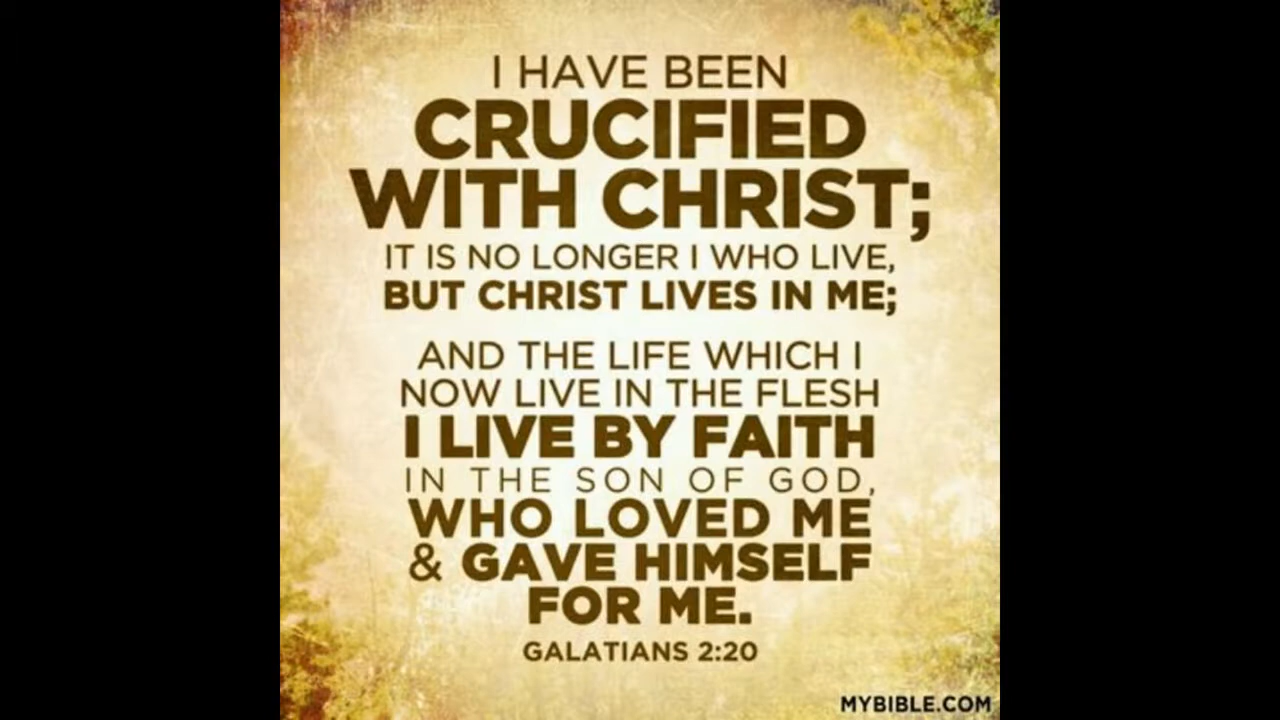 I HAVE BEEN
CRUCIFIED
WITH CHRIST;
IT IS NO LONGER I WHO LIVE,
BUT CHRIST LIVES IN ME;
AND THE LIFE WHICH I
NOW LIVE IN THE FLESH
I LIVE BY FAITH
IN THE SON OF GOD,
WHO LOVED ME
& GAVE HIMSELF
FOR ME.
GALATIANS 2:20
MYBIBLE.COM